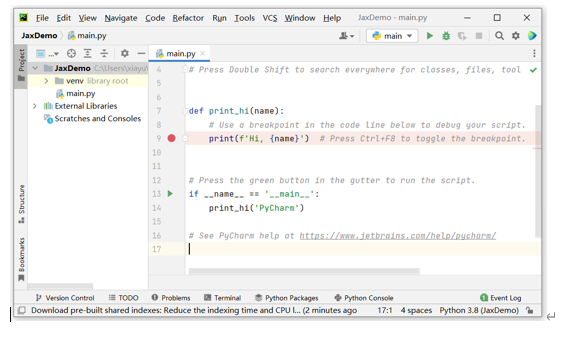 File Edit View Navigate Code Refactor Run Tools VCS Window Help JaxDemo - main.py
JaxDemo main.py main
Project
main.py
JaxDemo C:\Users\xiayu\
venv library root
main.py
External Libraries
Scratches and Consoles
Structure
Bookmarks
4 # Press Double Shift to search everywhere for classes, files, tool
5
6
7 def print_hi(name):
8 # Use a breakpoint in the code line below to debug your script.
9 print(f'Hi, {name}') # Press Ctrl+F8 to toggle the breakpoint.
10
11
12 # Press the green button in the gutter to run the script.
13 if __name__ == '__main__':
14 print_hi('PyCharm')
15
16 # See PyCharm help at https://www.jetbrains.com/help/pycharm/
17
Version Control TODO Problems Terminal Python Packages Python Console 1 Event Log
Download pre-built shared indexes: Reduce the indexing time and CPU l... (2 minutes ago 17:1 4 spaces Python 3.8 (JaxDemo)